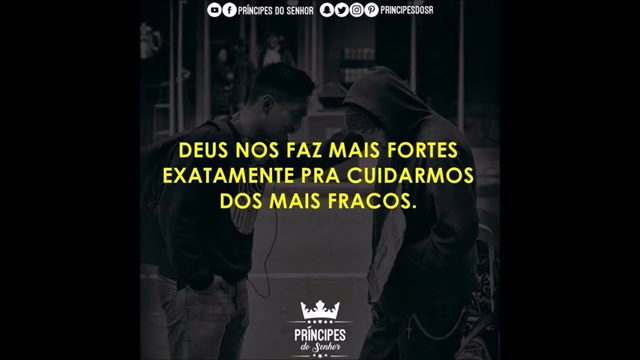 PRÍNCIPES DO SENHOR PRINCIPESDOSR
DEUS NOS FAZ MAIS FORTES
EXATAMENTE PRA CUIDARMOS
DOS MAIS FRACOS.
PRÍNCIPES
do Senhor